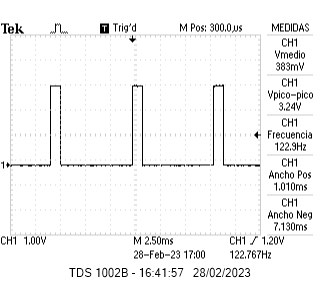 Tek
T Trig'd
M Pos: 300.0us
MEDIDAS
CH1
Vmedio
383mV
CH1
Vpico-pico
3.24V
CH1
Frecuencia
122.9Hz
CH1
Ancho Pos
1.010ms
CH1
Ancho Neg
7.130ms
1
CH1 1.00V
M 2.50ms
CH1 / 1.20V
28-Feb-23 17:00
122.767Hz
TDS 1002B - 16:41:57 28/02/2023